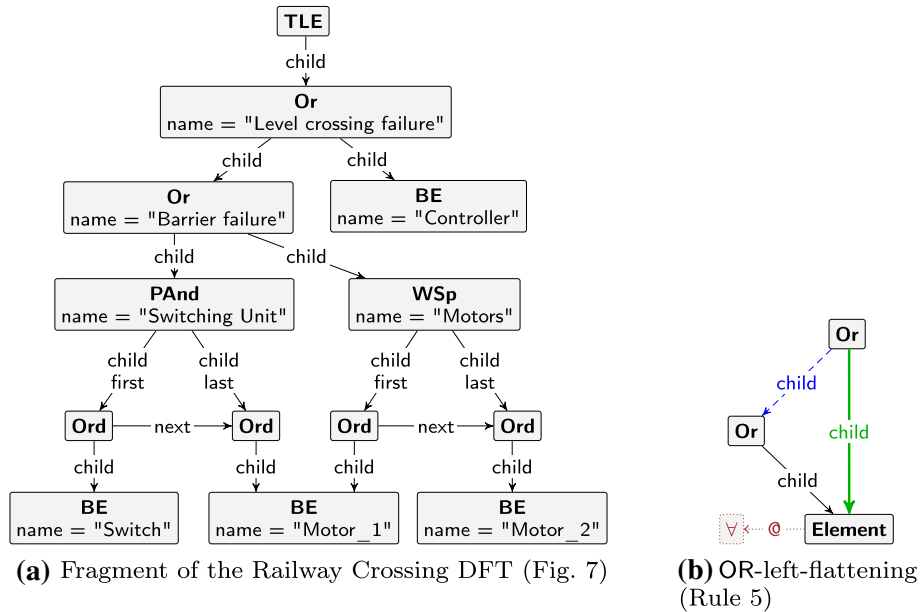 TLE
child
Or
name = "Level crossing failure"
child
child
Or
name = "Barrier failure"
BE
name = "Controller"
child
child
PAnd
name = "Switching Unit"
WSp
name = "Motors"
child
first
child
last
child
first
child
last
Ord
next
Ord
Ord
next
Ord
child
child
child
child
BE
name = "Switch"
BE
name = "Motor_1"
BE
name = "Motor_2"
(a) Fragment of the Railway Crossing DFT (Fig. 7)
Or
child
Or
child
child
∀
@
Element
(b) OR-left-flattening
(Rule 5)